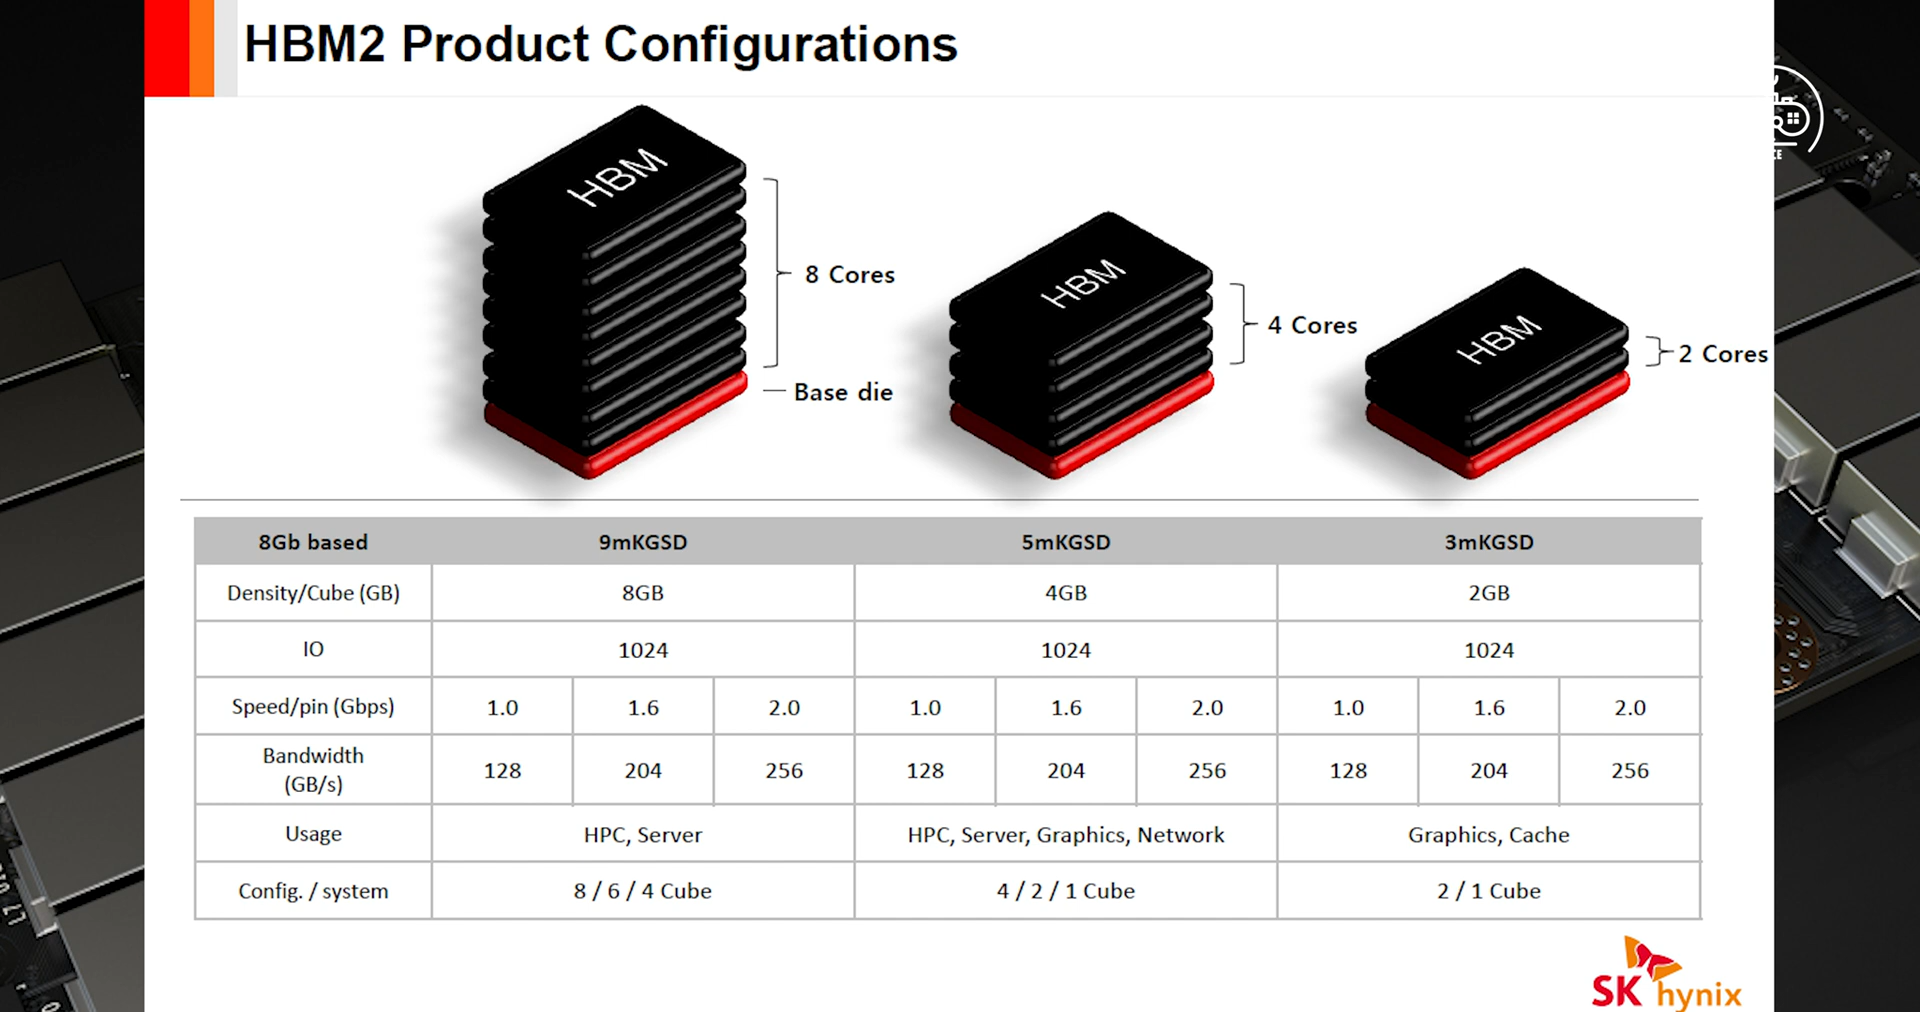 HBM2 Product Configurations
HBM
8 Cores
Base die
HBM
4 Cores
HBM
2 Cores
8Gb based 9mKGSD 5mKGSD 3mKGSD
Density/Cube (GB) 8GB 4GB 2GB
IO 1024 1024 1024
Speed/pin (Gbps) 1.0 1.6 2.0 1.0 1.6 2.0 1.0 1.6 2.0
Bandwidth
(GB/s) 128 204 256 128 204 256 128 204 256
Usage HPC, Server HPC, Server, Graphics, Network Graphics, Cache
Config. / system 8 / 6 / 4 Cube 4 / 2 / 1 Cube 2 / 1 Cube
SK hynix